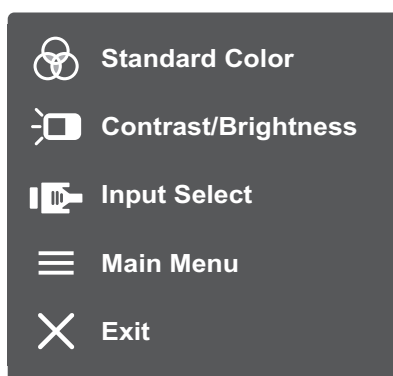 Standard Color
Contrast/Brightness
Input Select
Main Menu
Exit